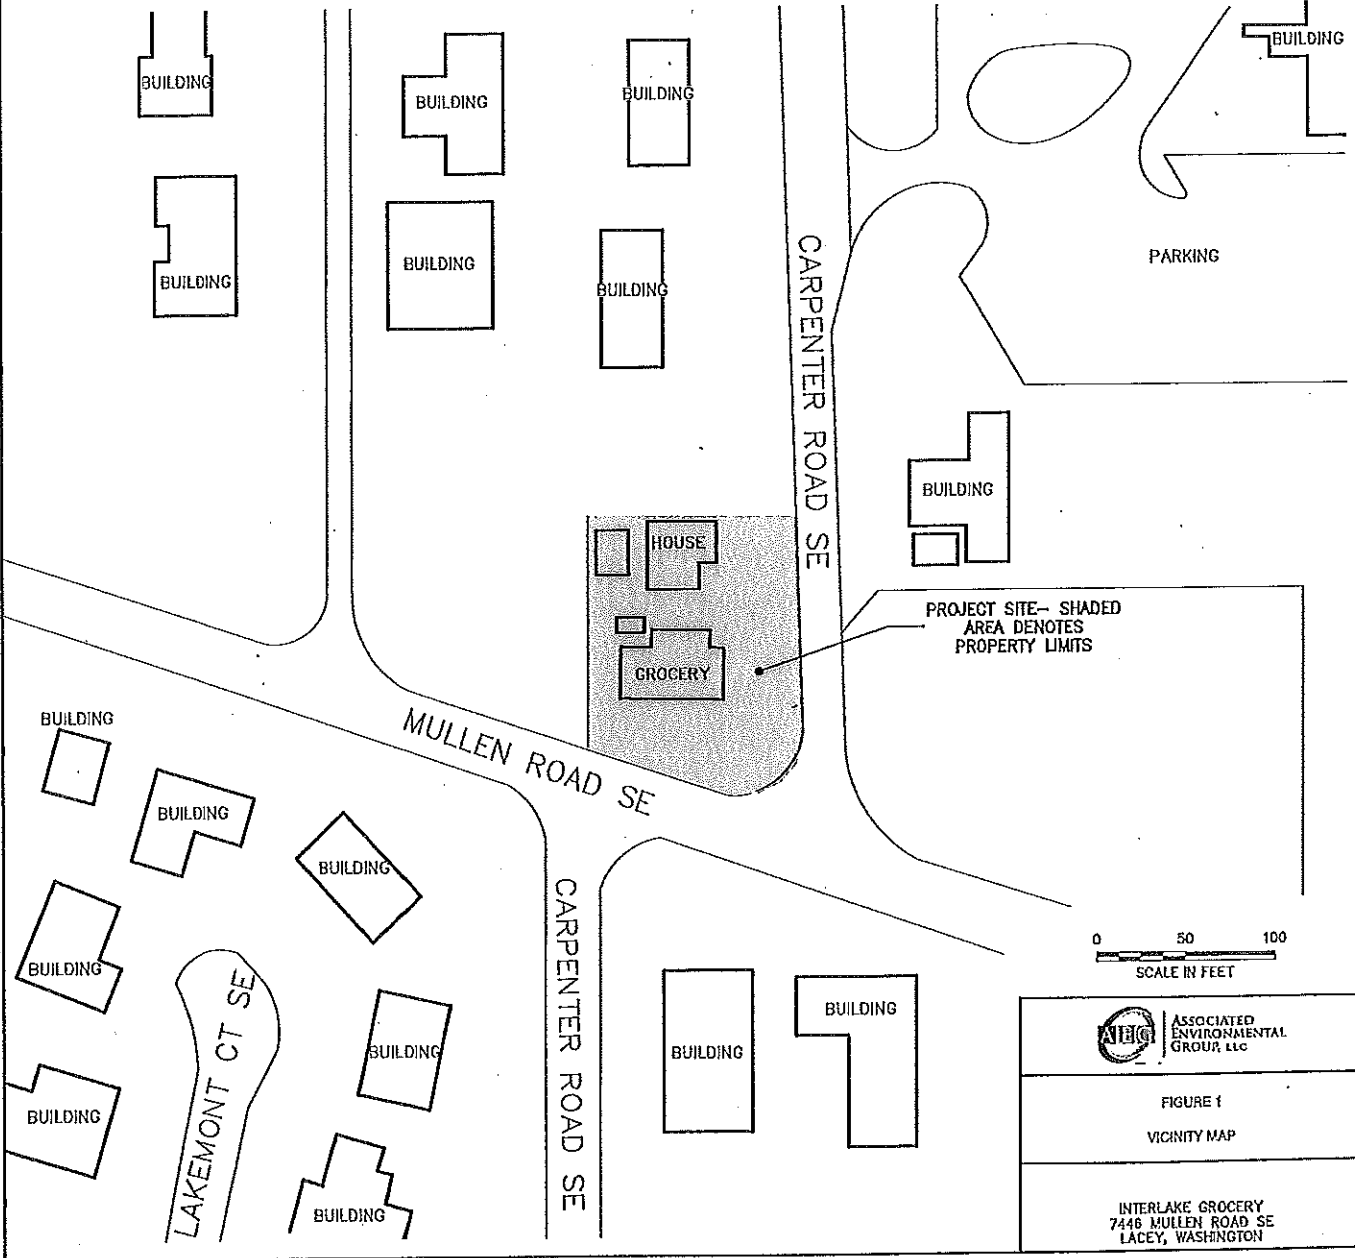 BUILDING
BUILDING
BUILDING
BUILDING
BUILDING
BUILDING
BUILDING
BUILDING
PARKING
CARPENTER ROAD SE
BUILDING
HOUSE
GROCERY
PROJECT SITE- SHADED
AREA DENOTES
PROPERTY LIMITS
MULLEN ROAD SE
BUILDING
BUILDING
BUILDING
BUILDING
LAKEMONT CT SE
BUILDING
BUILDING
BUILDING
CARPENTER ROAD SE
BUILDING
BUILDING
0 50 100
SCALE IN FEET
AEG
ASSOCIATED
ENVIRONMENTAL
GROUP, LLC
FIGURE 1
VICINITY MAP
INTERLAKE GROCERY
7446 MULLEN ROAD SE
LACEY, WASHINGTON